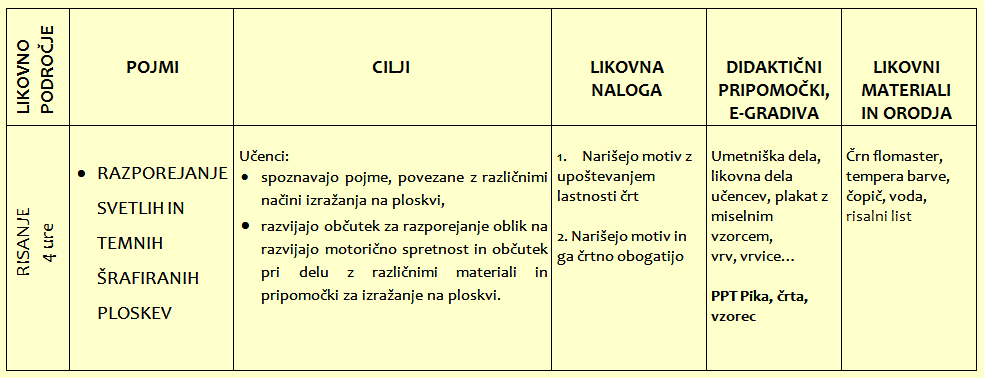 LIKOVNO
PODROČJE
POJMI
CILJI
LIKOVNA
NALOGA
DIDAKTIČNI
PRIPOMOČKI,
E-GRADIVA
LIKOVNI
MATERIALI
IN ORODJA
RISANJE
4 ure
• RAZPOREJANJE
SVETLIH IN
TEMNIH
ŠRAFIRANIH
PLOSKEV
Učenci:
• spoznavajo pojme, povezane z različnimi
načini izražanja na ploskvi,
• razvijajo občutek za razporejanje oblik na
razvijajo motorično spretnost in občutek
pri delu z različnimi materiali in
pripomočki za izražanje na ploskvi.
1. Narišejo motiv z
upoštevanjem
lastnosti črt
2. Narišejo motiv in
ga črtno obogatijo
Umetniška dela,
likovna dela
učencev, plakat z
miselnim
vzorcem,
vrv, vrvice...
PPT Pika, črta,
vzorec
Črn flomaster,
tempera barve,
čopič, voda,
risalni list